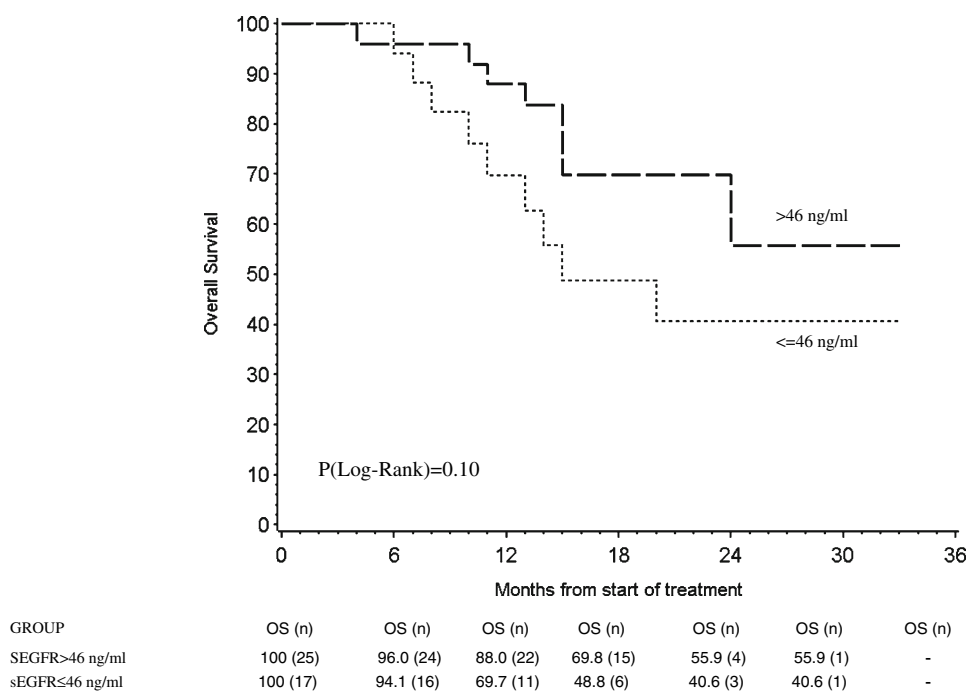 100
90
80
70
60
50
40
30
20
10
0
Overall Survival
>46 ng/ml
<=46 ng/ml
P(Log-Rank)=0.10
0 6 12 18 24 30 36
Months from start of treatment
GROUP OS (n) OS (n) OS (n) OS (n) OS (n) OS (n) OS (n)
SEGFR>46 ng/ml 100 (25) 96.0 (24) 88.0 (22) 69.8 (15) 55.9 (4) 55.9 (1) -
sEGFR≤46 ng/ml 100 (17) 94.1 (16) 69.7 (11) 48.8 (6) 40.6 (3) 40.6 (1) -